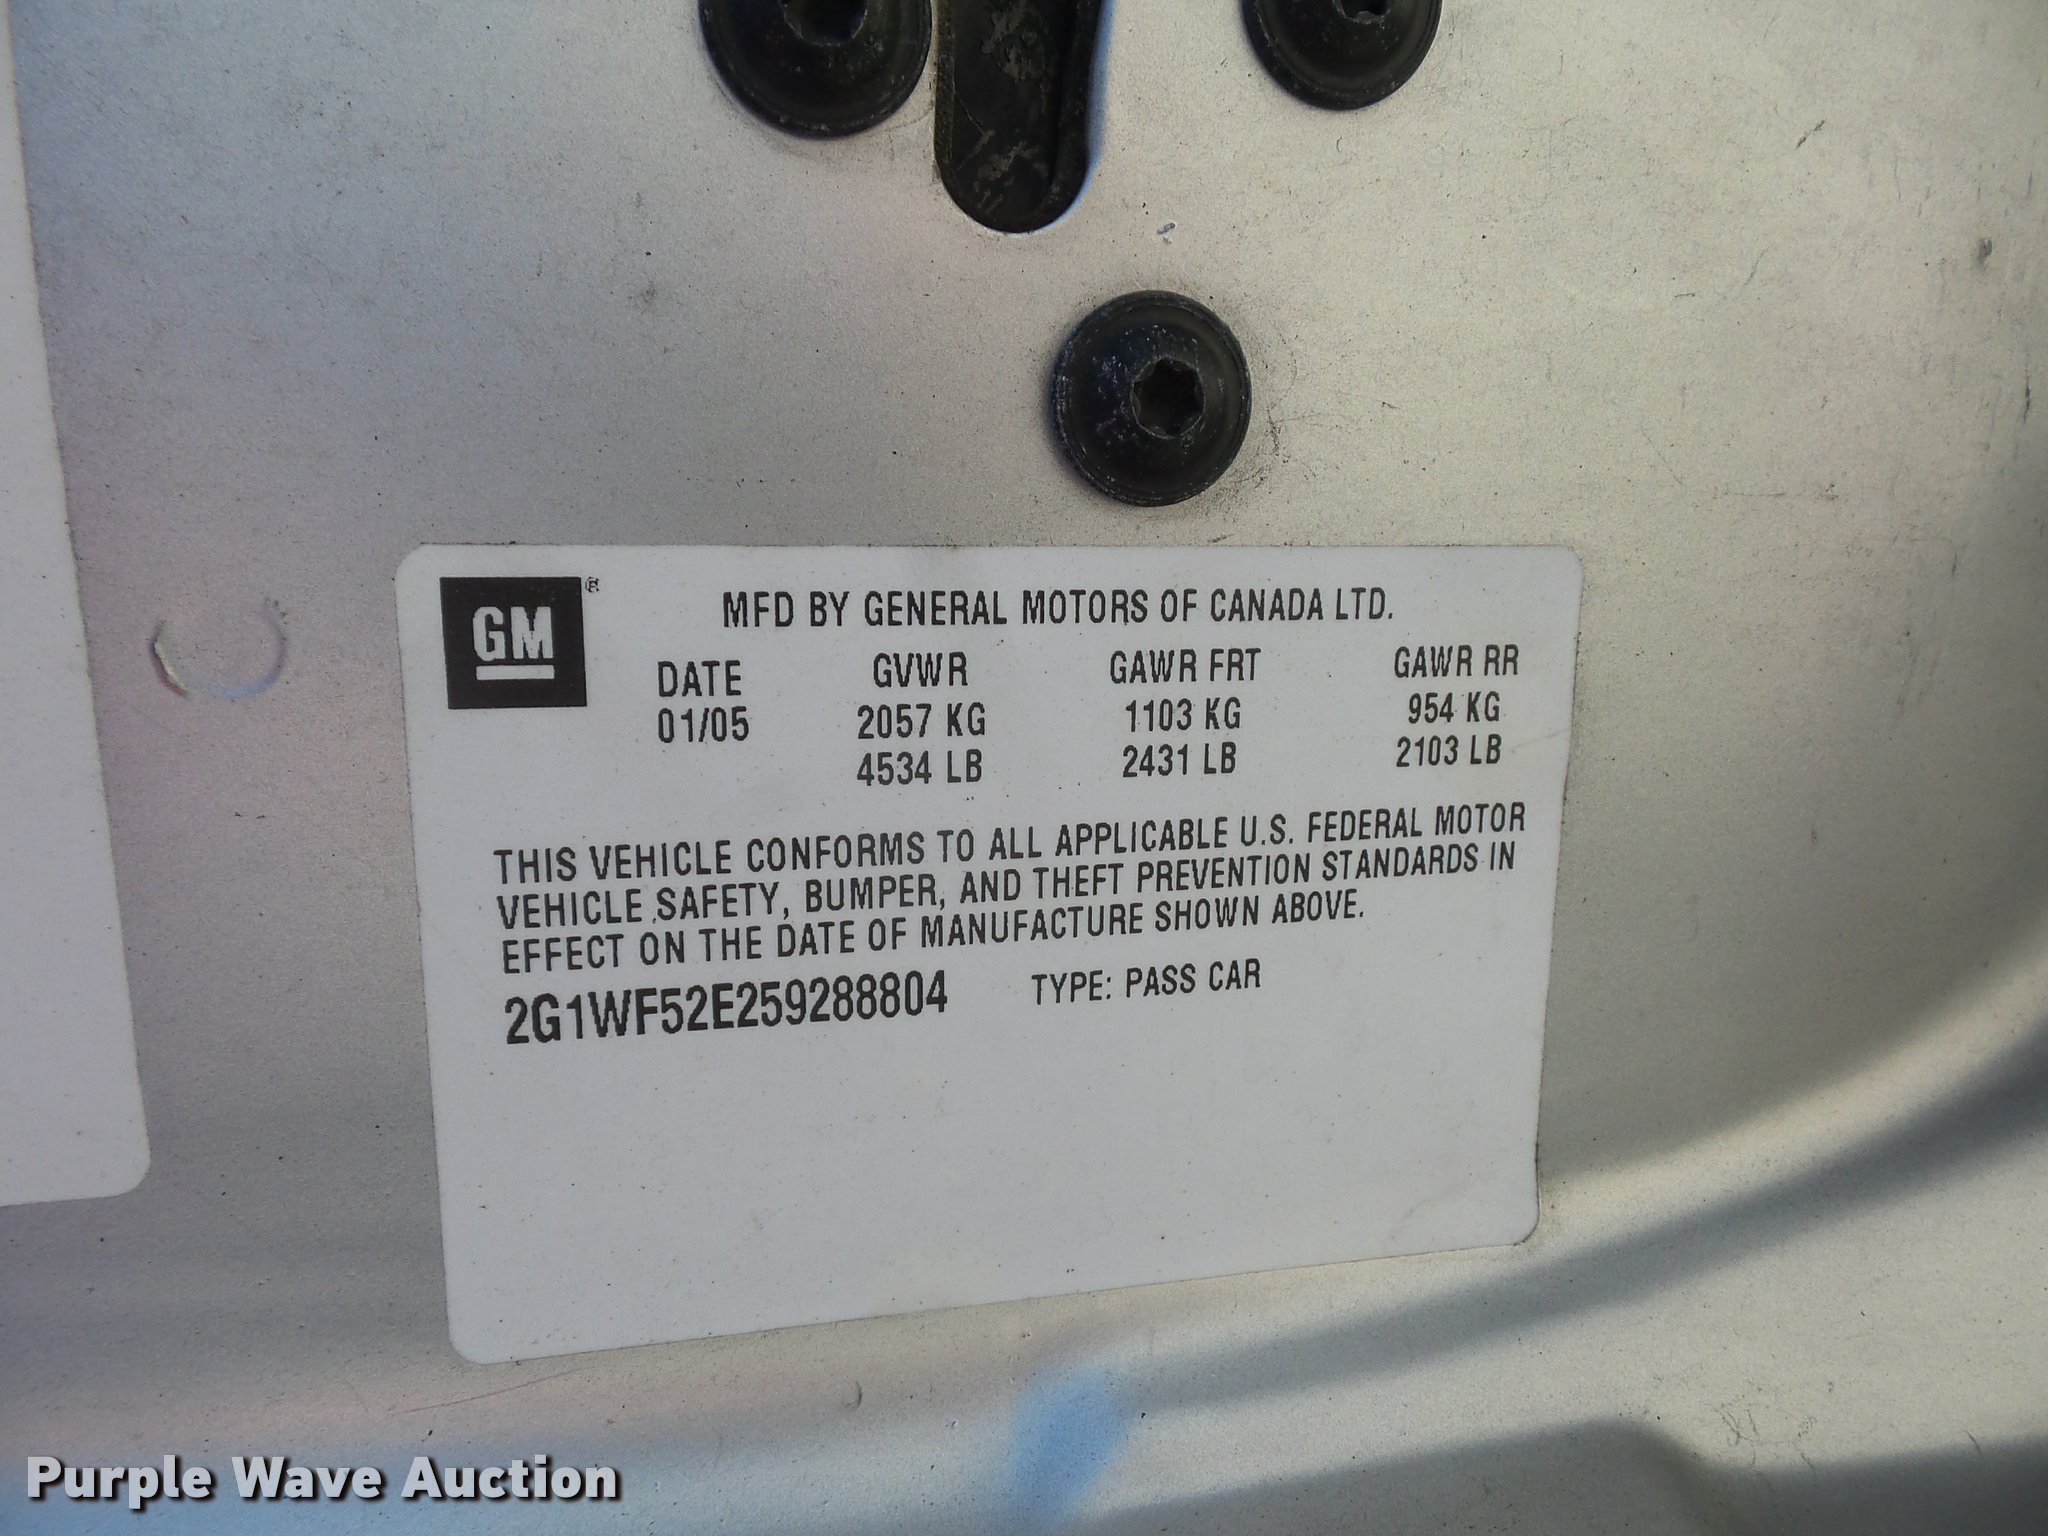 GM®
MFD BY GENERAL MOTORS OF CANADA LTD.
DATE GVWR GAWR FRT GAWR RR
01/05 2057 KG 1103 KG 954 KG
4534 LB 2431 LB 2103 LB
THIS VEHICLE CONFORMS TO ALL APPLICABLE U.S. FEDERAL MOTOR
VEHICLE SAFETY, BUMPER, AND THEFT PREVENTION STANDARDS IN
EFFECT ON THE DATE OF MANUFACTURE SHOWN ABOVE.
2G1WF52E259288804 TYPE: PASS CAR
Purple Wave Auction